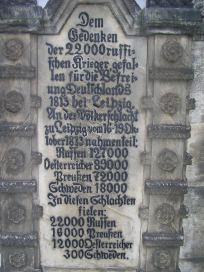 Dem
Gedenken
der 22000 russi-
schen Krieger gefal-
len für die Befrei-
ung Deutschlands
1813 bei Leipzig.
An der Völkerschlacht
zu Leipzig vom 16-19 Ok-
tober 1813 nahmen teil:
Russen 127000
Oesterreicher 89000
Preußen 72000
Schweden 18000
In diesen Schlachten
fielen:
22000 Russen
16000 Preußen
12000 Oesterreicher
300 Schweden.